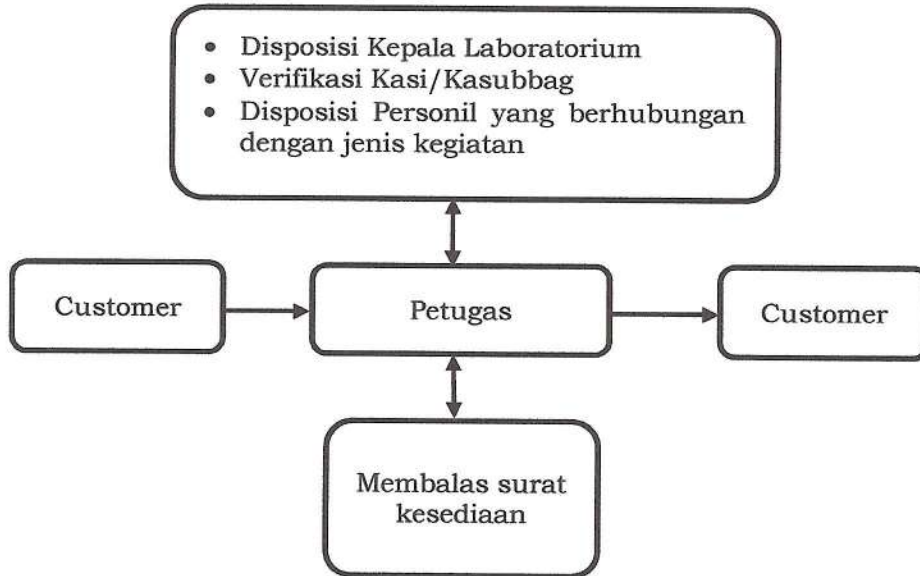 • Disposisi Kepala Laboratorium
• Verifikasi Kasi/Kasubbag
• Disposisi Personil yang berhubungan
dengan jenis kegiatan
Customer
Petugas
Customer
Membalas surat
kesediaan